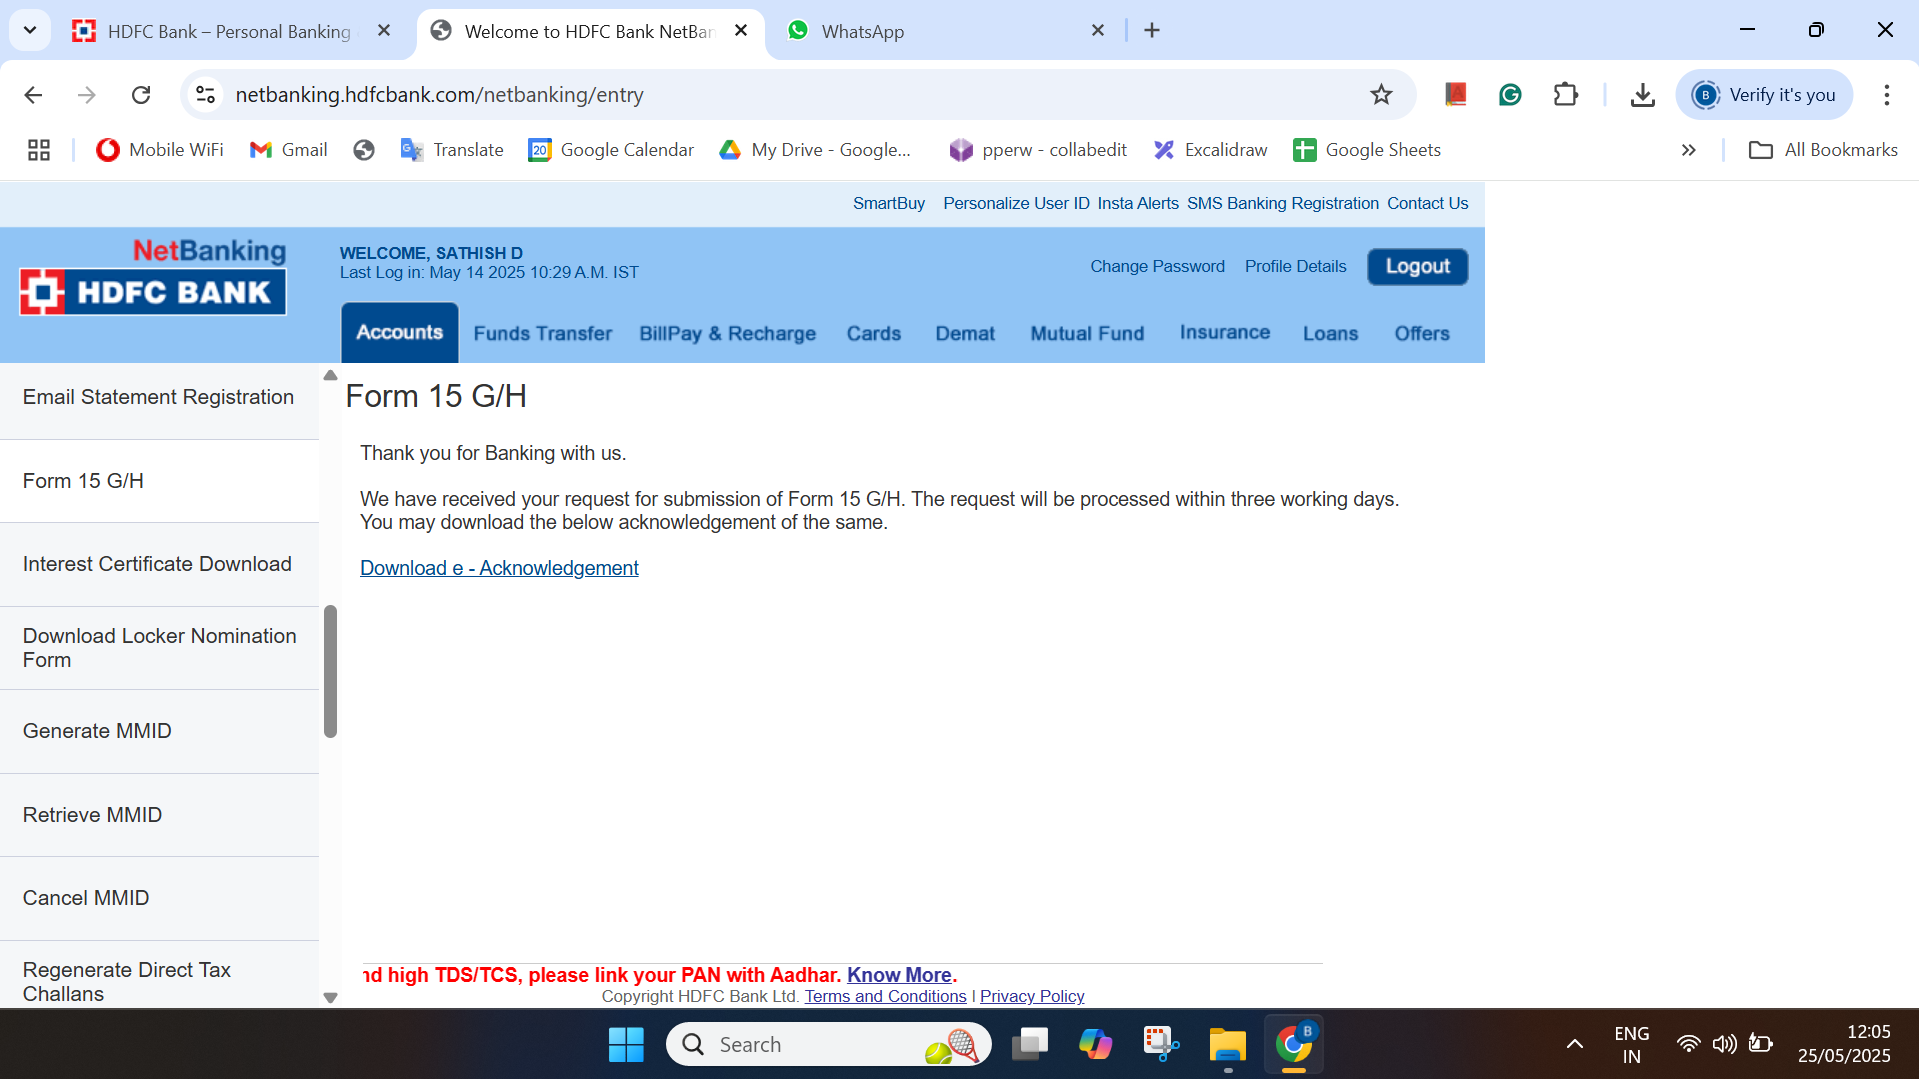 HDFC Bank – Personal Banking
Welcome to HDFC Bank NetBan
WhatsApp
netbanking.hdfcbank.com/netbanking/entry
Verify it's you
Mobile WiFi
Gmail
Translate
Google Calendar
My Drive - Google...
pperw - collabedit
Excalidraw
Google Sheets
All Bookmarks
SmartBuy Personalize User ID Insta Alerts SMS Banking Registration Contact Us
NetBanking
HDFC BANK
WELCOME, SATHISH D
Last Log in: May 14 2025 10:29 A.M. IST
Change Password Profile Details Logout
Accounts Funds Transfer BillPay & Recharge Cards Demat Mutual Fund Insurance Loans Offers
Email Statement Registration
Form 15 G/H
Interest Certificate Download
Download Locker Nomination
Form
Generate MMID
Retrieve MMID
Cancel MMID
Regenerate Direct Tax
Challans
Form 15 G/H
Thank you for Banking with us.
We have received your request for submission of Form 15 G/H. The request will be processed within three working days.
You may download the below acknowledgement of the same.
Download e - Acknowledgement
nd high TDS/TCS, please link your PAN with Aadhar. Know More.
Copyright HDFC Bank Ltd. Terms and Conditions | Privacy Policy
Search
ENG
IN
12:05
25/05/2025